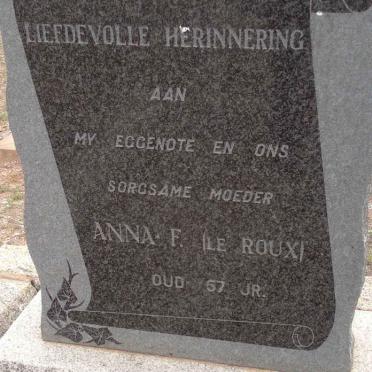 LIEFDEVOLLE HERINNERING
AAN
MY EGGENOTE EN ONS
SORGSAME MOEDER
ANNA F. (LE ROUX)
OUD 67 JR.